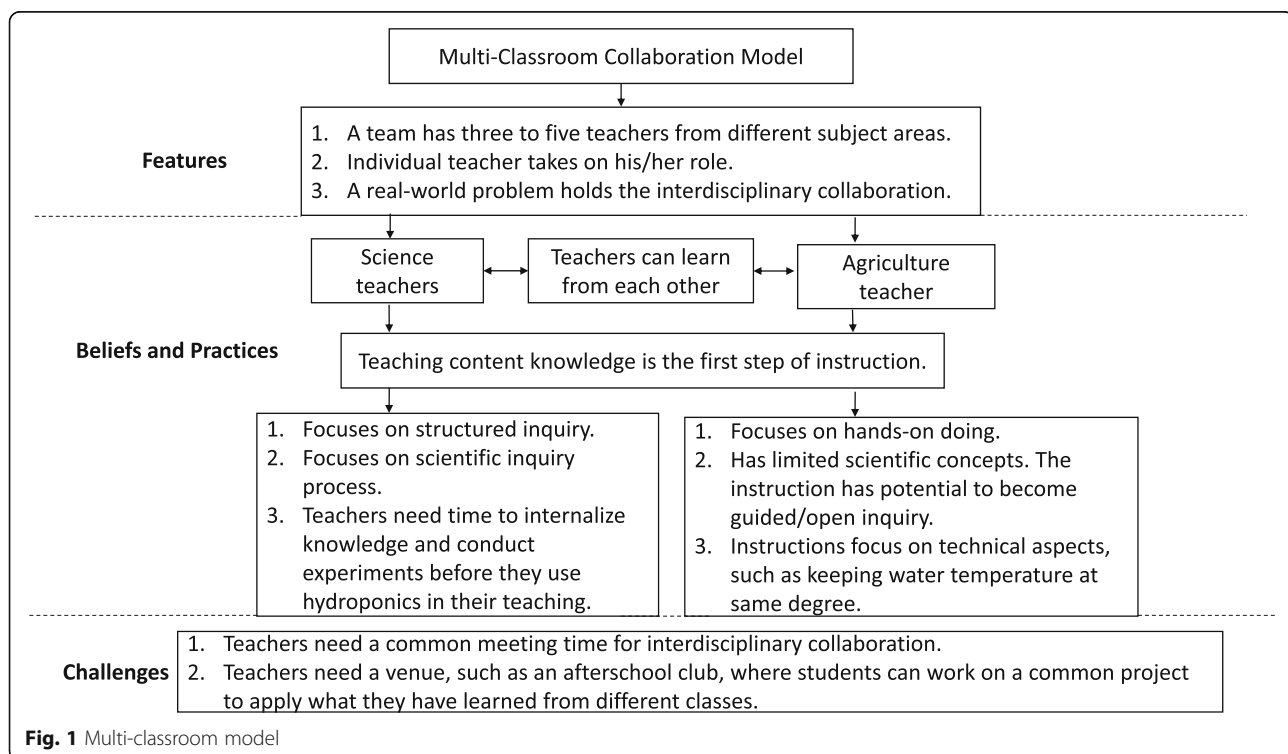 Multi-Classroom Collaboration Model
Features
1. A team has three to five teachers from different subject areas.
2. Individual teacher takes on his/her role.
3. A real-world problem holds the interdisciplinary collaboration.
Science
teachers
Teachers can learn
from each other
Agriculture
teacher
Beliefs and Practices
Teaching content knowledge is the first step of instruction.
1. Focuses on structured inquiry.
2. Focuses on scientific inquiry
process.
3. Teachers need time to internalize
knowledge and conduct
experiments before they use
hydroponics in their teaching.
1. Focuses on hands-on doing.
2. Has limited scientific concepts. The
instruction has potential to become
guided/open inquiry.
3. Instructions focus on technical aspects,
such as keeping water temperature at
same degree.
Challenges
1. Teachers need a common meeting time for interdisciplinary collaboration.
2. Teachers need a venue, such as an afterschool club, where students can work on a common project
to apply what they have learned from different classes.
Fig. 1 Multi-classroom model